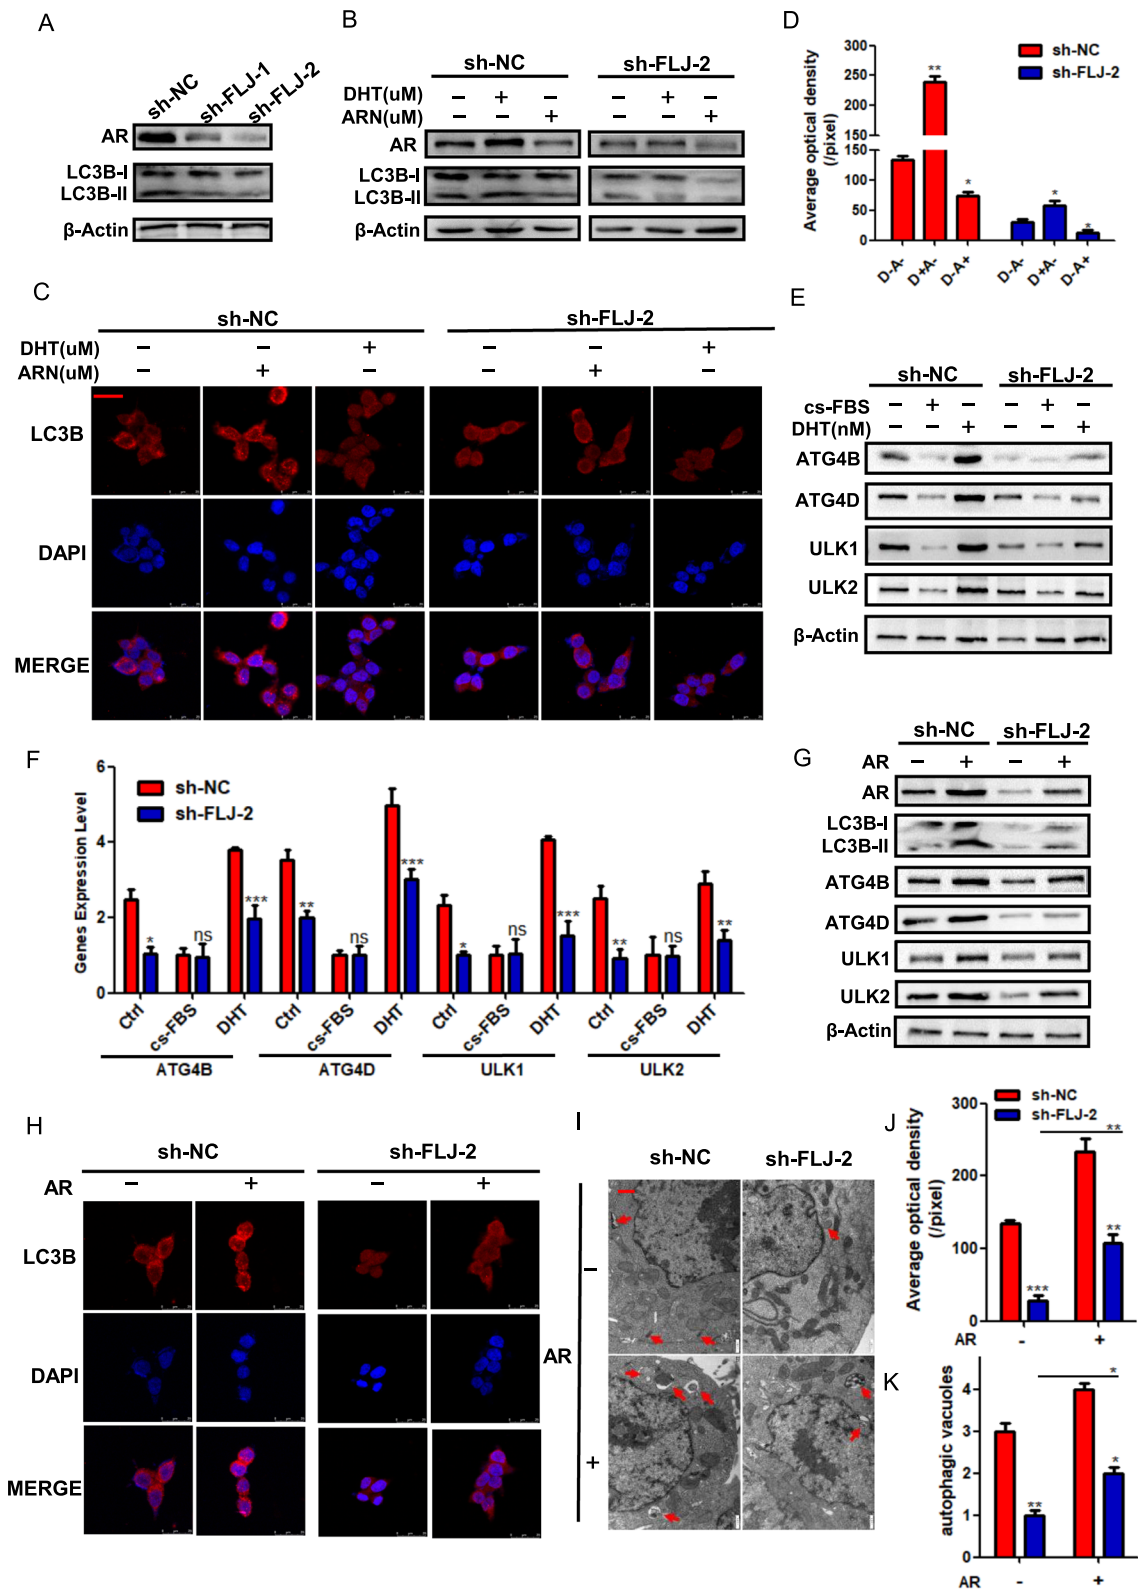 A
sh-NC
sh-FLJ-1
sh-FLJ-2
AR
LC3B-I
LC3B-II
β-Actin
B
sh-NC sh-FLJ-2
DHT(uM) − + − − + −
ARN(uM) − − + − − +
AR
LC3B-I
LC3B-II
β-Actin
D
Average optical density
(/pixel)
300
250
200
150
150
100
50
0
sh-NC
sh-FLJ-2
**
*
*
*
D-A- D+A- D-A+ D-A- D+A- D-A+
C
sh-NC sh-FLJ-2
DHT(uM) − − + − − +
ARN(uM) − + − − + −
LC3B
DAPI
MERGE
E
sh-NC sh-FLJ-2
cs-FBS − + − − + −
DHT(nM) − − + − − +
ATG4B
ATG4D
ULK1
ULK2
β-Actin
F
Genes Expression Level
6
4
2
0
sh-NC
sh-FLJ-2
* ns *** ** ns *** * ns *** ** ns **
Ctrl cs-FBS DHT Ctrl cs-FBS DHT Ctrl cs-FBS DHT Ctrl cs-FBS DHT
ATG4B ATG4D ULK1 ULK2
G
sh-NC sh-FLJ-2
AR − + − +
AR
LC3B-I
LC3B-II
ATG4B
ATG4D
ULK1
ULK2
β-Actin
H
sh-NC sh-FLJ-2
AR − + − +
LC3B
DAPI
MERGE
I
sh-NC sh-FLJ-2
AR
−
+
J
sh-NC
sh-FLJ-2
Average optical density
(/pixel)
300
200
100
0
**
**
***
AR - +
K
autophagic vacuoles
4
3
2
1
0
*
*
**
AR - +